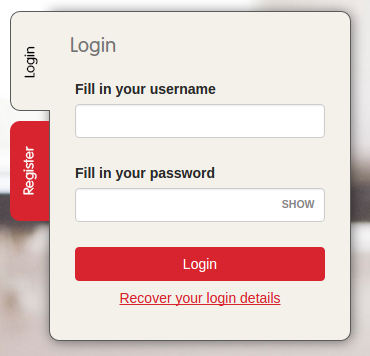 Login
Register
Login
Fill in your username
Fill in your password
SHOW
Login
Recover your login details